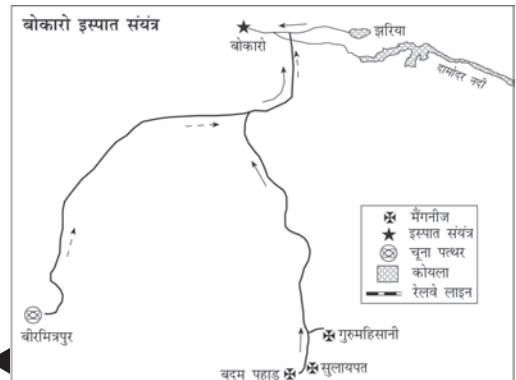 बोकारो इस्पात संयंत्र
बोकारो
झरिया
दामोदर नदी
मैंगनीज
इस्पात संयंत्र
चूना पत्थर
कोयला
रेलवे लाइन
बीरमित्रपुर
गुरुमहिसानी
बदम पहाड़
सुलायपत